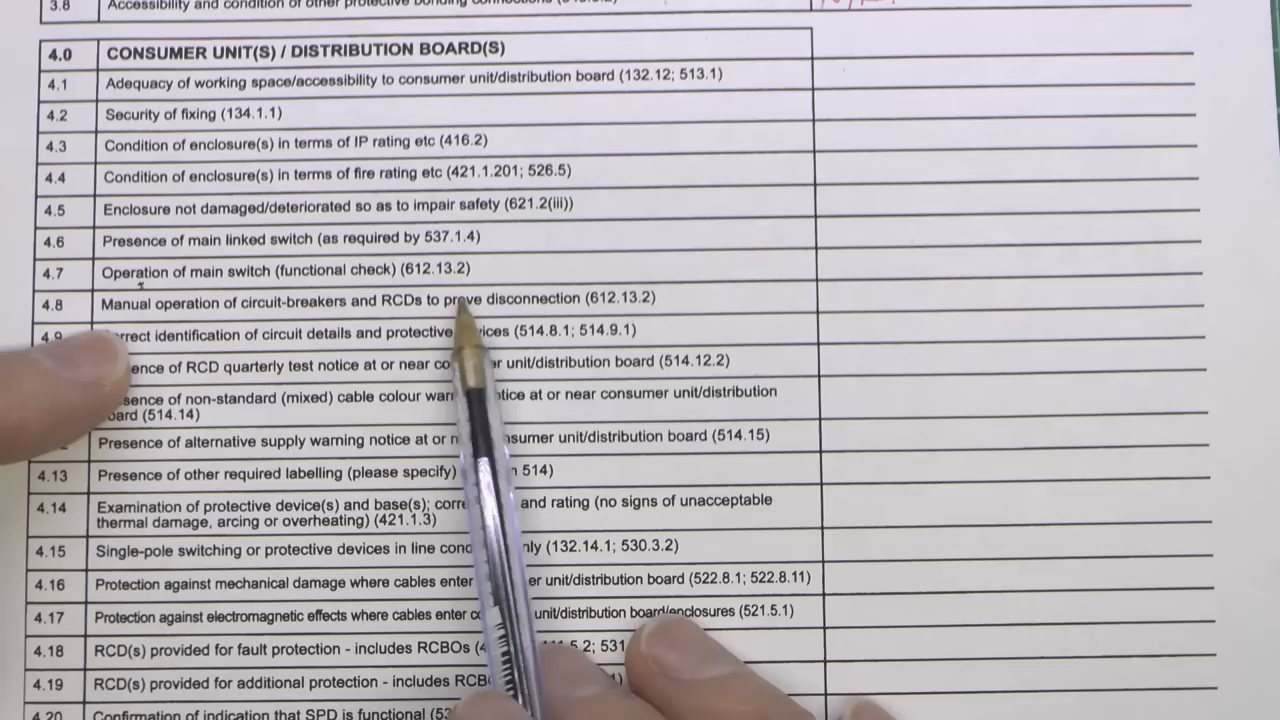 3.8 Accessibility and condition of other protective bonding connections
4.0 CONSUMER UNIT(S) / DISTRIBUTION BOARD(S)
4.1 Adequacy of working space/accessibility to consumer unit/distribution board (132.12; 513.1)
4.2 Security of fixing (134.1.1)
4.3 Condition of enclosure(s) in terms of IP rating etc (416.2)
4.4 Condition of enclosure(s) in terms of fire rating etc (421.1.201; 526.5)
4.5 Enclosure not damaged/deteriorated so as to impair safety (621.2(iii))
4.6 Presence of main linked switch (as required by 537.1.4)
4.7 Operation of main switch (functional check) (612.13.2)
4.8 Manual operation of circuit-breakers and RCDs to prove disconnection (612.13.2)
4.9 rrect identification of circuit details and protective vices (514.8.1; 514.9.1)
ence of RCD quarterly test notice at or near co er unit/distribution board (514.12.2)
sence of non-standard (mixed) cable colour war tice at or near consumer unit/distribution
oard (514.14)
Presence of alternative supply warning notice at or n nsumer unit/distribution board (514.15)
4.13 Presence of other required labelling (please specify) n 514)
4.14 Examination of protective device(s) and base(s); corre and rating (no signs of unacceptable
thermal damage, arcing or overheating) (421.1.3)
4.15 Single-pole switching or protective devices in line con nly (132.14.1; 530.3.2)
4.16 Protection against mechanical damage where cables enter er unit/distribution board (522.8.1; 522.8.11)
4.17 Protection against electromagnetic effects where cables enter co unit/distribution board/enclosures (521.5.1)
4.18 RCD(s) provided for fault protection - includes RCBOs (4 5.2; 531
4.19 RCD(s) provided for additional protection - includes RCB 1)
4.20 Confirmation of indication that SPD is functional (53